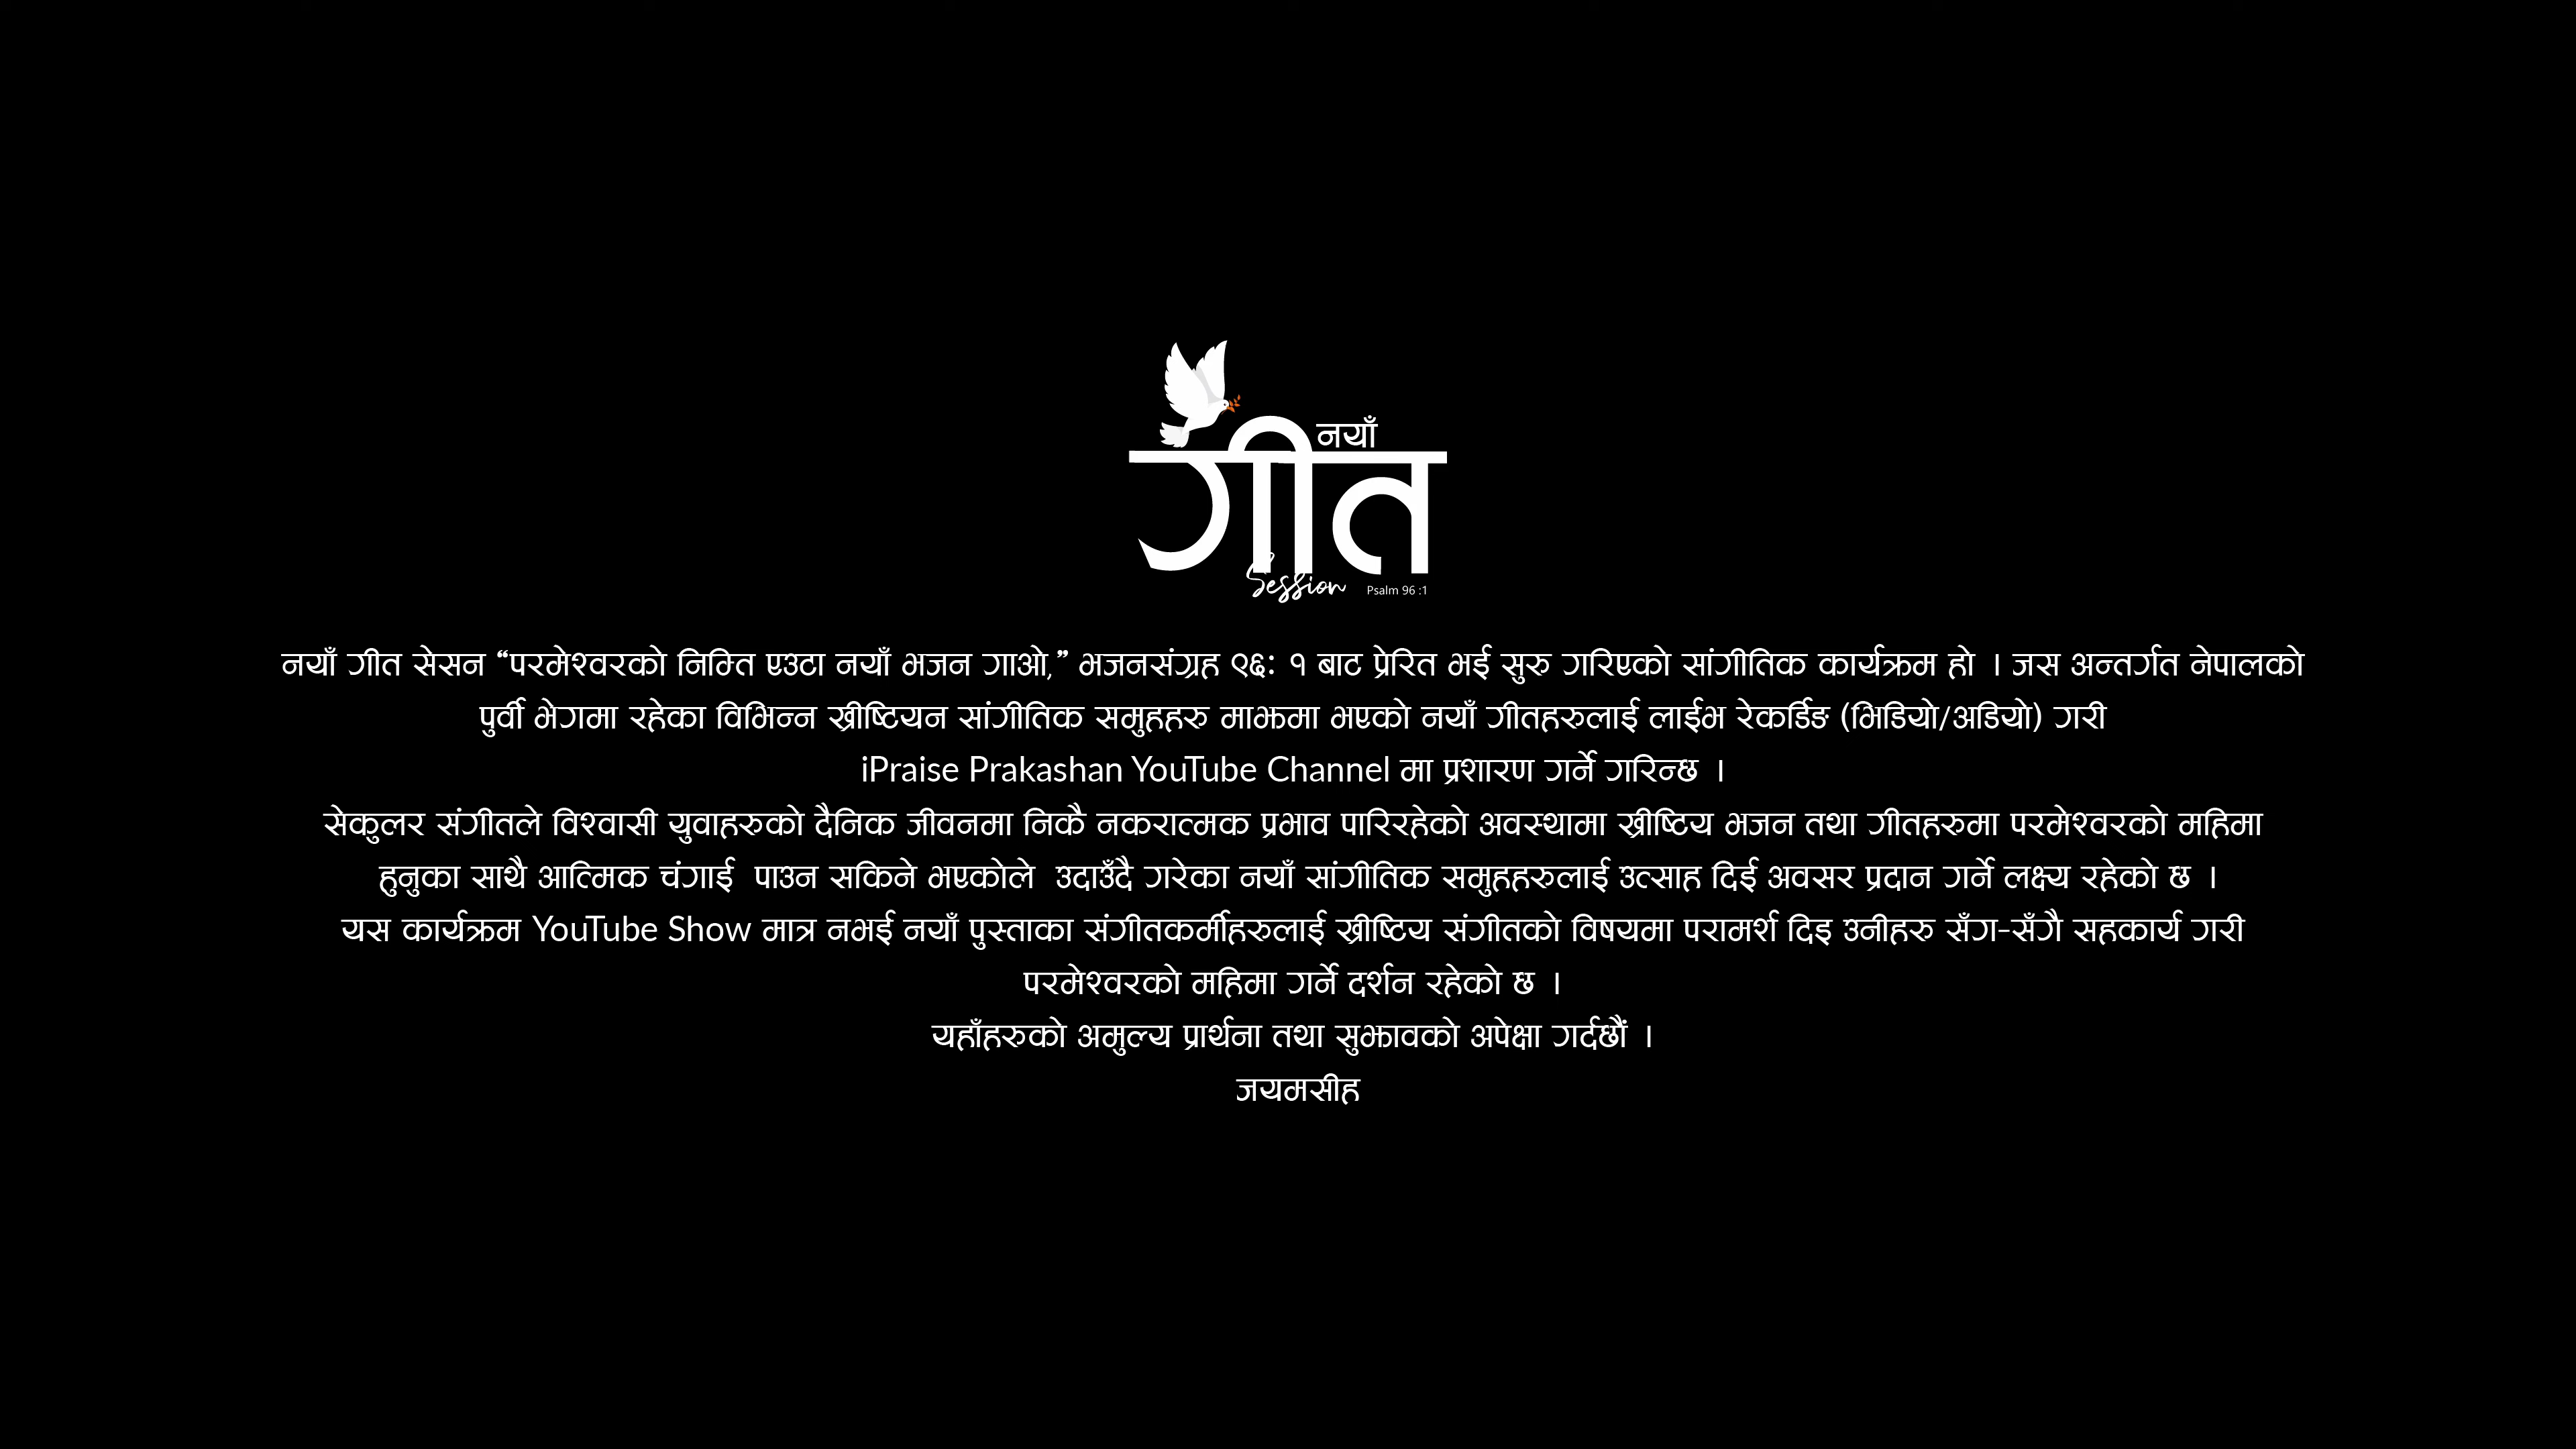 नयाँ
गीत
Session Psalm 96 :1
नयाँ गीत सेसन “परमेश्वरको निम्ति एउटा नयाँ भजन गाओ,” भजनसंग्रह ९६: १ बाट प्रेरित भई सुरु गरिएको सांगीतिक कार्यक्रम हो । जस अन्तर्गत नेपालको
पुर्वी भेगमा रहेका विभिन्न ख्रीष्टियन सांगीतिक समुहहरु माझमा भएको नयाँ गीतहरुलाई लाईभ रेकर्डिङ (भिडियो/अडियो) गरी
iPraise Prakashan YouTube Channel मा प्रशारण गर्ने गरिन्छ ।
सेकुलर संगीतले विश्वासी युवाहरुको दैनिक जीवनमा निकै नकरात्मक प्रभाव पारिरहेको अवस्थामा ख्रीष्टिय भजन तथा गीतहरुमा परमेश्वरको महिमा
हुनुका साथै आत्मिक चंगाई पाउन सकिने भएकोले उदाउँदै गरेका नयाँ सांगीतिक समुहहरुलाई उत्साह दिई अवसर प्रदान गर्ने लक्ष्य रहेको छ ।
यस कार्यक्रम YouTube Show मात्र नभई नयाँ पुस्ताका संगीतकर्मीहरुलाई ख्रीष्टिय संगीतको विषयमा परामर्श दिइ उनीहरु सँग-सँगै सहकार्य गरी
परमेश्वरको महिमा गर्ने दर्शन रहेको छ ।
यहाँहरुको अमुल्य प्रार्थना तथा सुझावको अपेक्षा गर्दछौं ।
जयमसीह